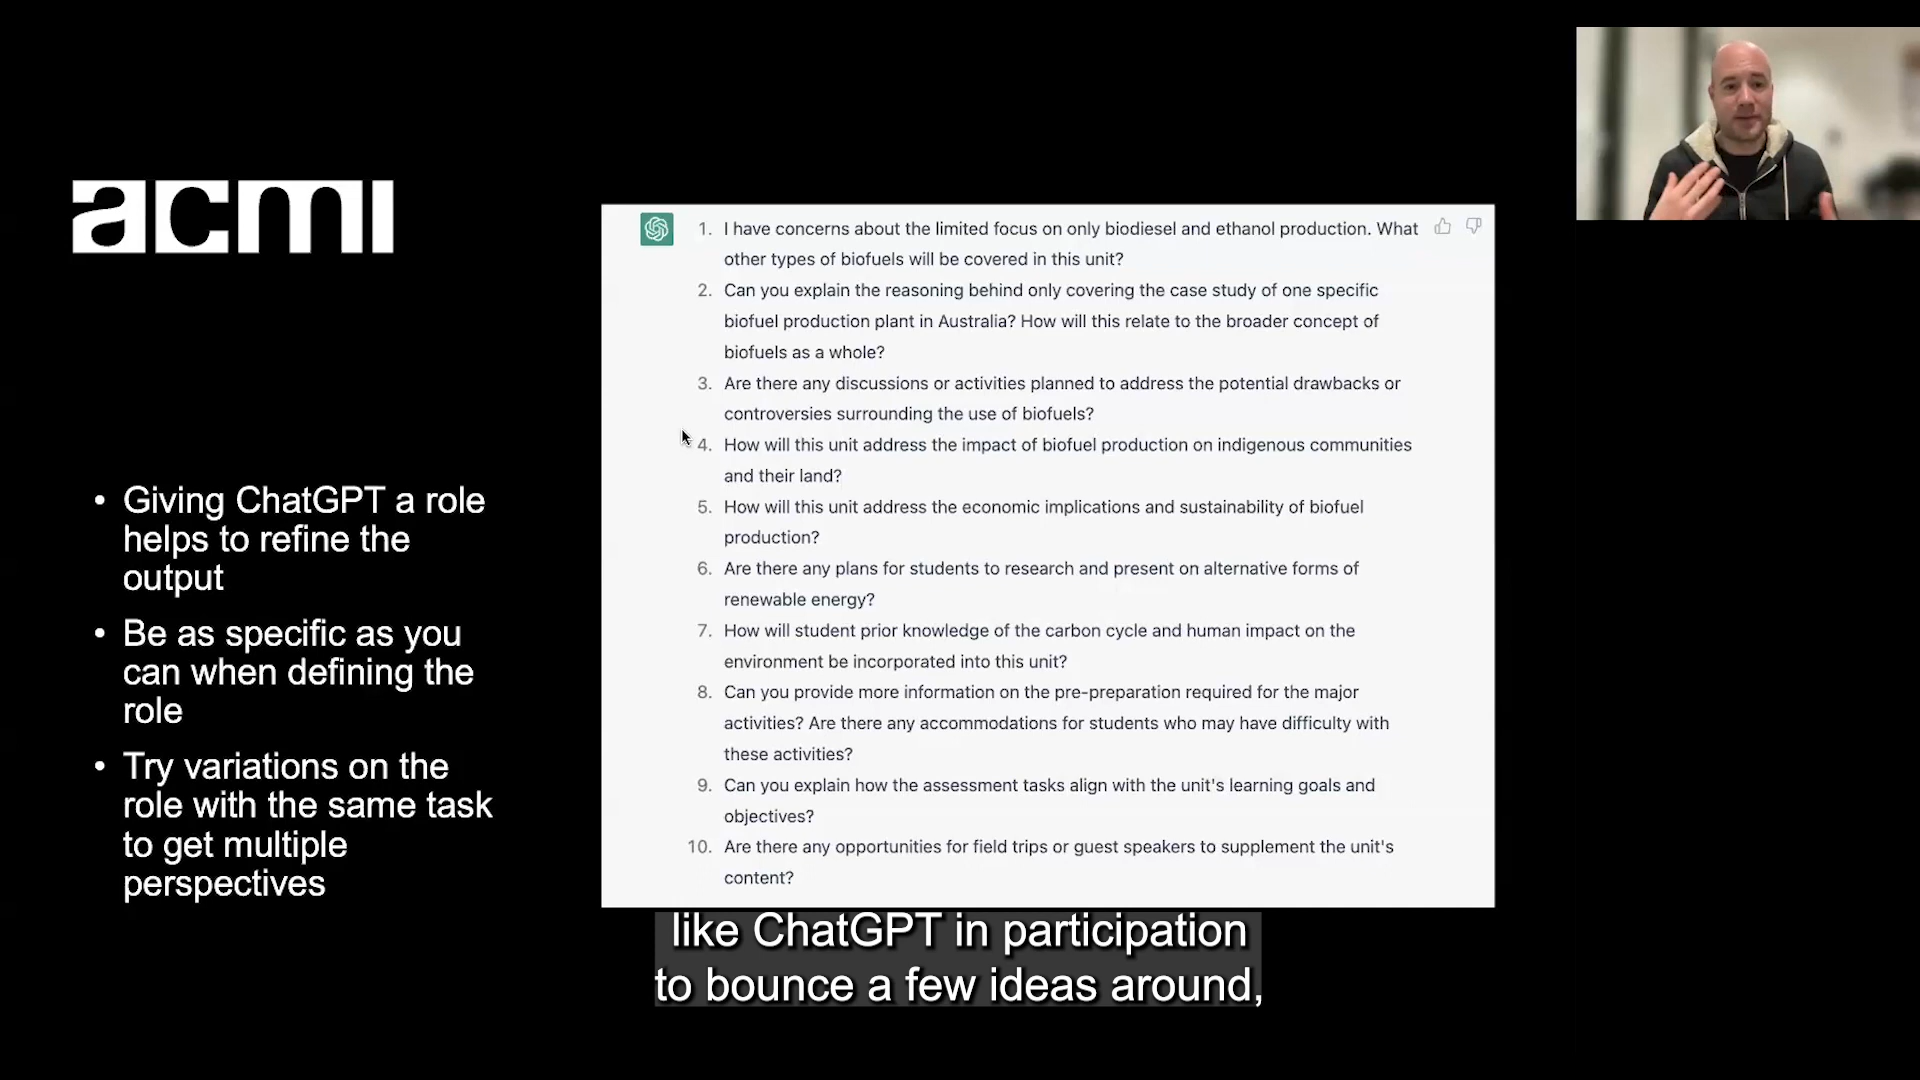 acmi
• Giving ChatGPT a role
helps to refine the
output
• Be as specific as you
can when defining the
role
• Try variations on the
role with the same task
to get multiple
perspectives
1. I have concerns about the limited focus on only biodiesel and ethanol production. What
other types of biofuels will be covered in this unit?
2. Can you explain the reasoning behind only covering the case study of one specific
biofuel production plant in Australia? How will this relate to the broader concept of
biofuels as a whole?
3. Are there any discussions or activities planned to address the potential drawbacks or
controversies surrounding the use of biofuels?
4. How will this unit address the impact of biofuel production on indigenous communities
and their land?
5. How will this unit address the economic implications and sustainability of biofuel
production?
6. Are there any plans for students to research and present on alternative forms of
renewable energy?
7. How will student prior knowledge of the carbon cycle and human impact on the
environment be incorporated into this unit?
8. Can you provide more information on the pre-preparation required for the major
activities? Are there any accommodations for students who may have difficulty with
these activities?
9. Can you explain how the assessment tasks align with the unit's learning goals and
objectives?
10. Are there any opportunities for field trips or guest speakers to supplement the unit's
content?
like ChatGPT in participation
to bounce a few ideas around,